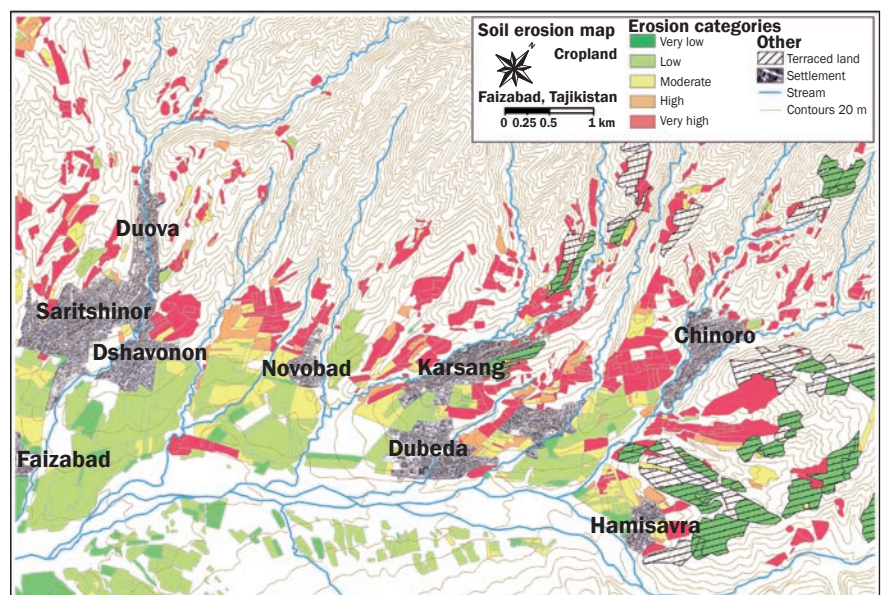 Soil erosion map
N
Cropland
Faizabad, Tajikistan
0 0.25 0.5 1 km
Erosion categories
Very low
Low
Moderate
High
Very high
Other
Terraced land
Settlement
Stream
Contours 20 m
Duova
Saritshinor
Dshavonon
Novobad
Karsang
Chinoro
Dubeda
Faizabad
Hamisavra